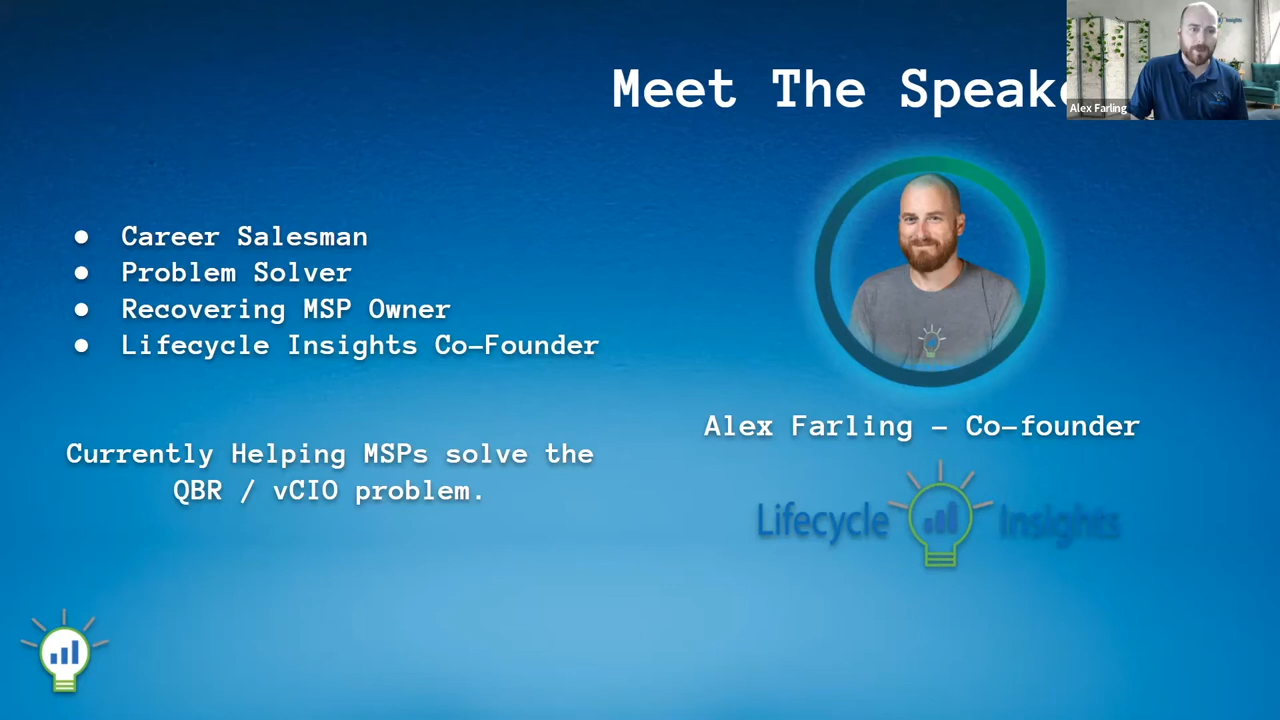 Meet The Speake
Alex Farling
● Career Salesman
● Problem Solver
● Recovering MSP Owner
● Lifecycle Insights Co-Founder
Currently Helping MSPs solve the
QBR / vCIO problem.
Alex Farling - Co-founder
Lifecycle Insights